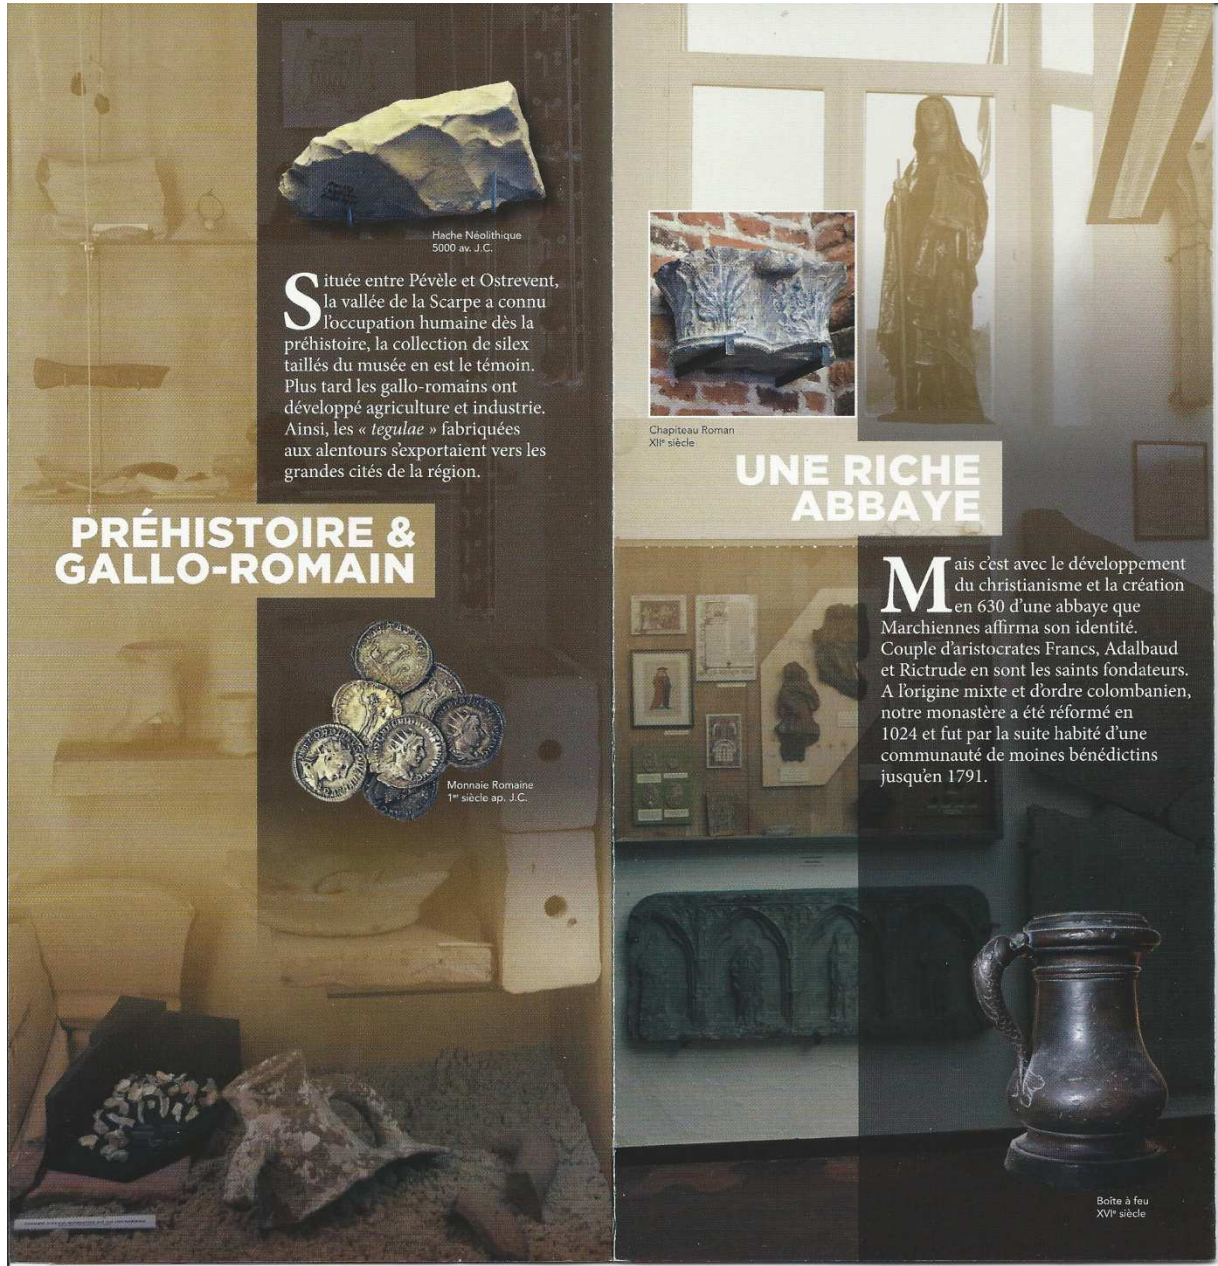 Hache Néolithique
5000 av. J.C.
Située entre Pévèle et Ostrevent,
la vallée de la Scarpe a connu
l'occupation humaine dès la
préhistoire, la collection de silex
taillés du musée en est le témoin.
Plus tard les gallo-romains ont
développé agriculture et industrie.
Ainsi, les « tegulae » fabriquées
aux alentours s'exportaient vers les
grandes cités de la région.
PRÉHISTOIRE &
GALLO-ROMAIN
Monnaie Romaine
1er siècle ap. J.C.
Chapiteau Roman
XIIe siècle
UNE RICHE
ABBAYE
Mais c'est avec le développement
du christianisme et la création
en 630 d'une abbaye que
Marchiennes affirma son identité.
Couple d'aristocrates Francs, Adalbaud
et Rictrude en sont les saints fondateurs.
A l'origine mixte et d'ordre colombanien,
notre monastère a été réformé en
1024 et fut par la suite habité d'une
communauté de moines bénédictins
jusqu'en 1791.
Boîte à feu
XVIe siècle